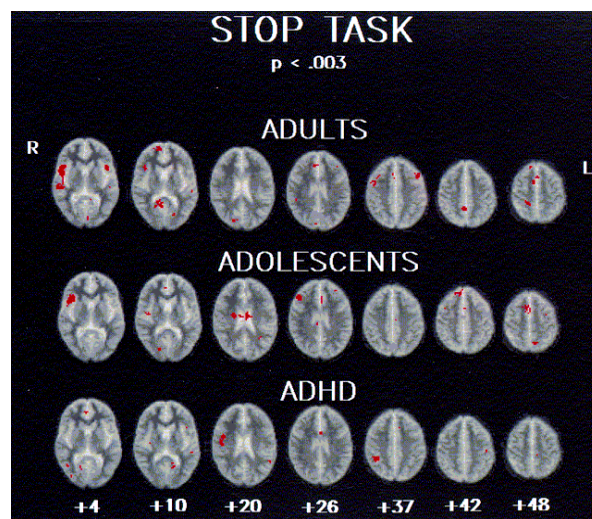 STOP TASK
p < .003
R
ADULTS
L
ADOLESCENTS
ADHD
+4 +10 +20 +26 +37 +42 +48